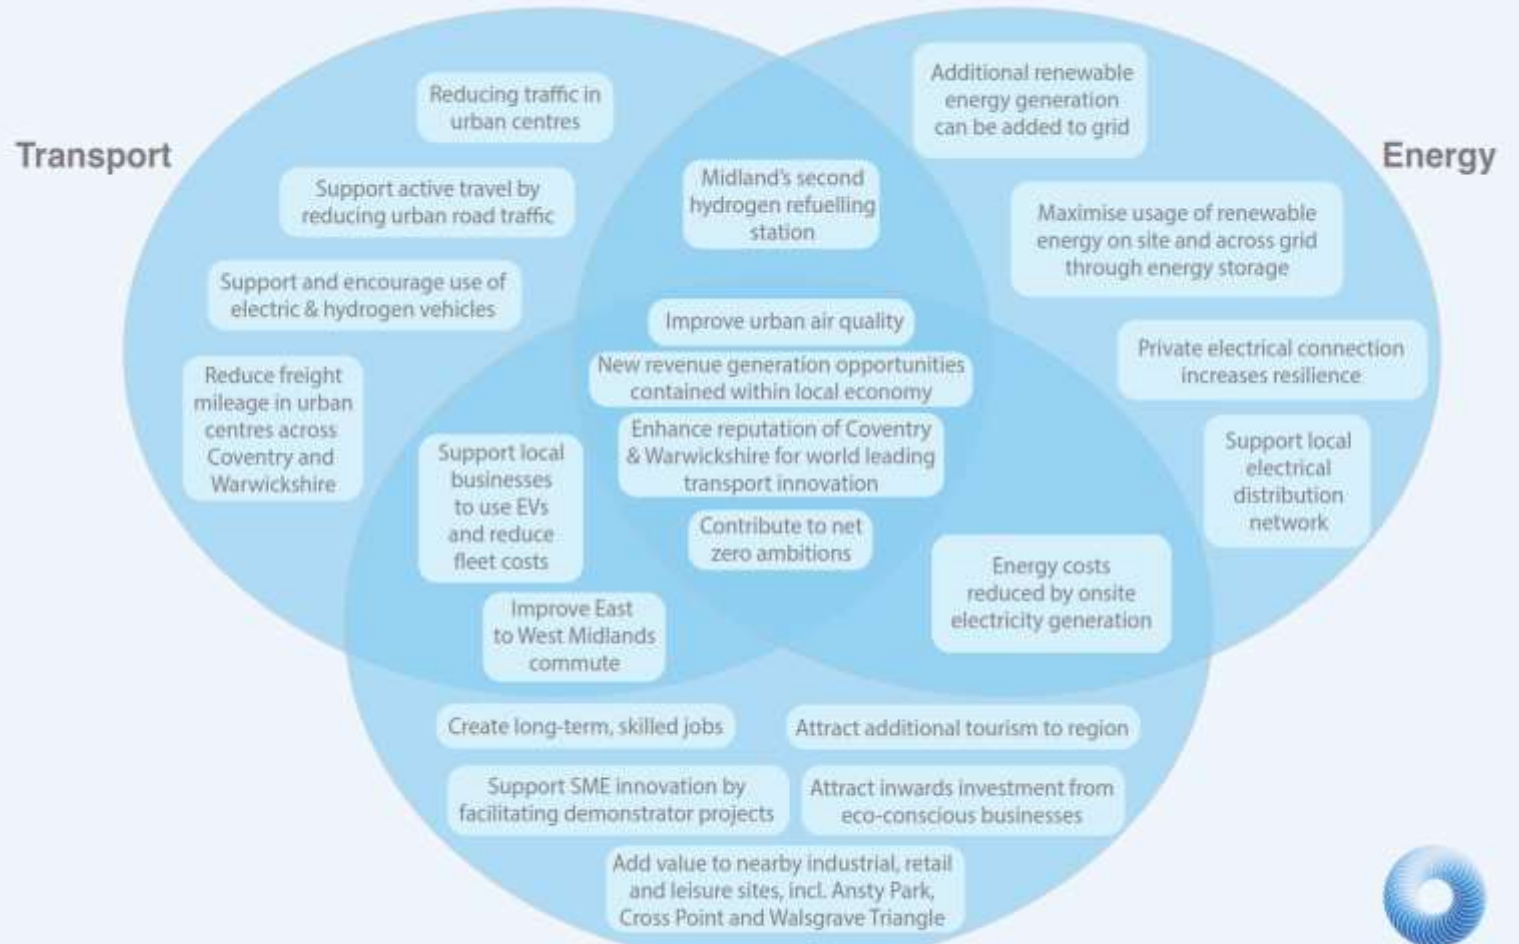 Transport
Energy
Reducing traffic in
urban centres
Support active travel by
reducing urban road traffic
Support and encourage use of
electric & hydrogen vehicles
Reduce freight
mileage in urban
centres across
Coventry and
Warwickshire
Midland's second
hydrogen refuelling
station
Additional renewable
energy generation
can be added to grid
Maximise usage of renewable
energy on site and across grid
through energy storage
Private electrical connection
increases resilience
Support local
electrical
distribution
network
Improve urban air quality
New revenue generation opportunities
contained within local economy
Enhance reputation of Coventry
& Warwickshire for world leading
transport innovation
Contribute to net
zero ambitions
Support local
businesses
to use EVs
and reduce
fleet costs
Improve East
to West Midlands
commute
Energy costs
reduced by onsite
electricity generation
Create long-term, skilled jobs
Attract additional tourism to region
Support SME innovation by
facilitating demonstrator projects
Attract inwards investment from
eco-conscious businesses
Add value to nearby industrial, retail
and leisure sites, incl. Ansty Park,
Cross Point and Walsgrave Triangle